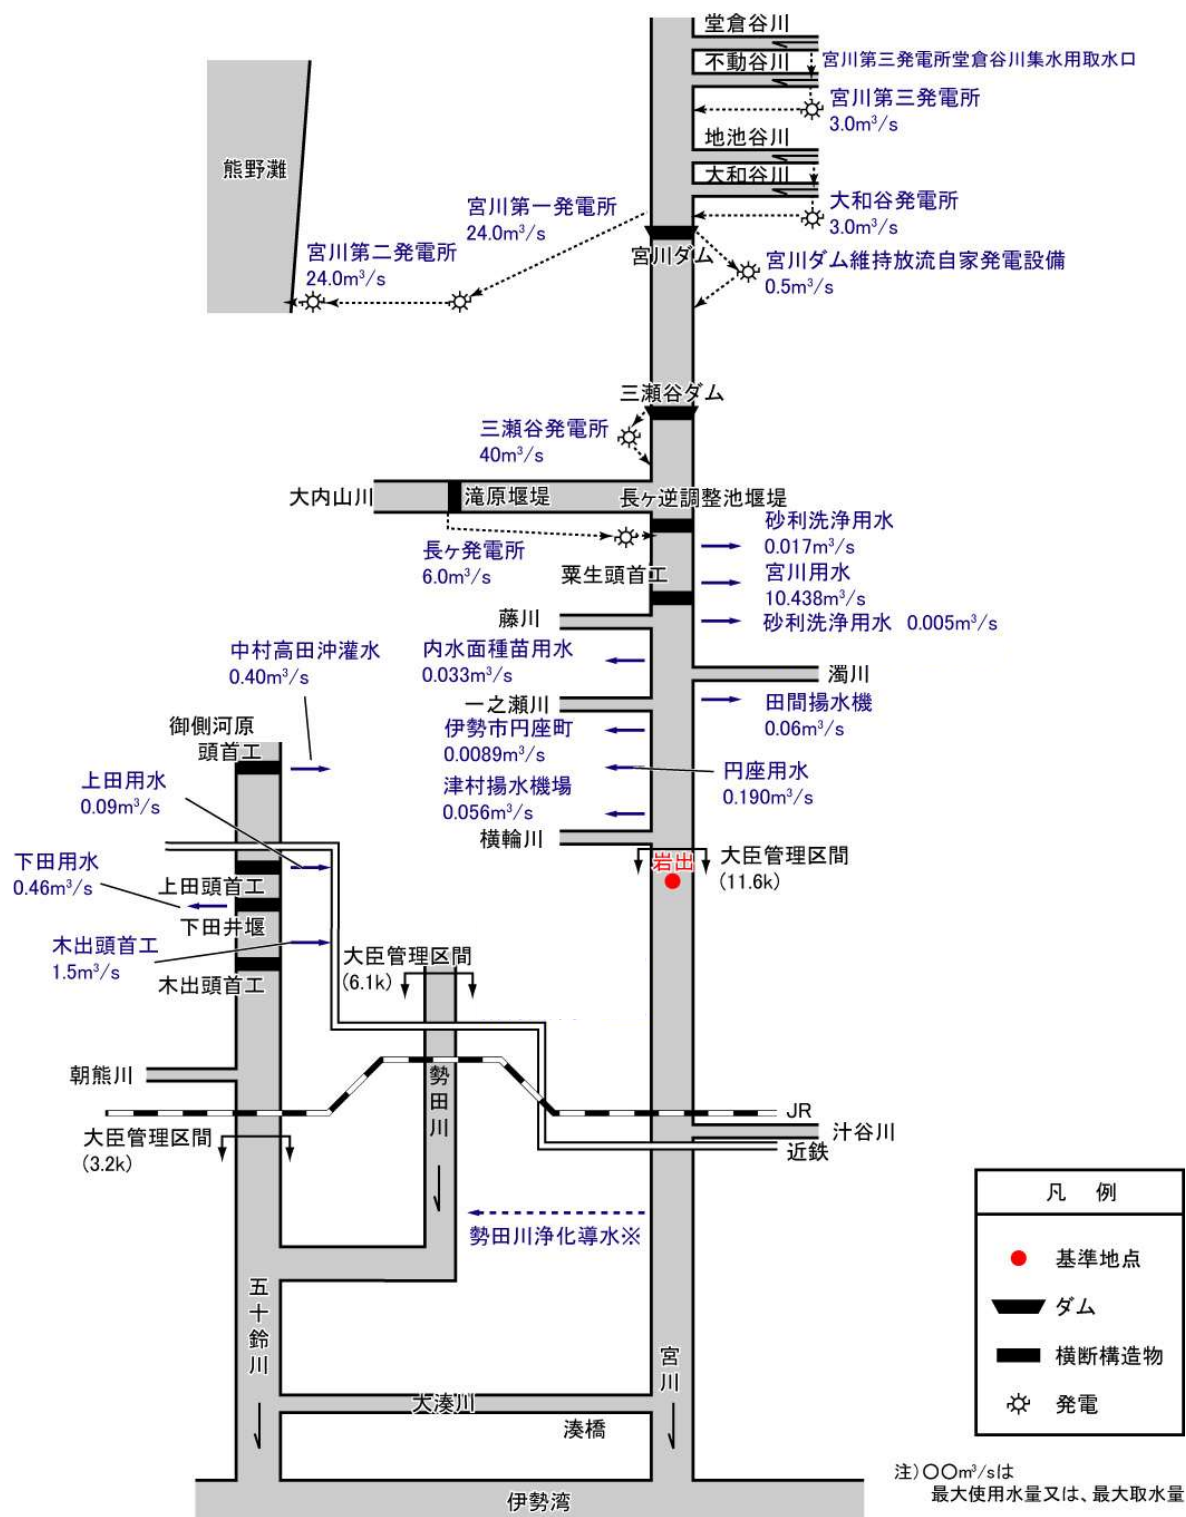 堂倉谷川
不動谷川
宮川第三発電所堂倉谷川集水用取水口
宮川第三発電所
3.0m³/s
地池谷川
大和谷川
大和谷発電所
3.0m³/s
熊野灘
宮川第一発電所
24.0m³/s
宮川第二発電所
24.0m³/s
宮川ダム
宮川ダム維持放流自家発電設備
0.5m³/s
三瀬谷ダム
三瀬谷発電所
40m³/s
大内山川
滝原堰堤
長ヶ逆調整池堰堤
長ヶ発電所
6.0m³/s
砂利洗浄用水
0.017m³/s
粟生頭首工
宮川用水
10.438m³/s
藤川
砂利洗浄用水 0.005m³/s
中村高田沖灌水
0.40m³/s
内水面種苗用水
0.033m³/s
濁川
一之瀬川
田間揚水機
0.06m³/s
御側河原
頭首工
伊勢市円座町
0.0089m³/s
上田用水
0.09m³/s
円座用水
0.190m³/s
津村揚水機場
0.056m³/s
横輪川
下田用水
0.46m³/s
上田頭首工
岩出
大臣管理区間
(11.6k)
下田井堰
木出頭首工
1.5m³/s
木出頭首工
大臣管理区間
(6.1k)
朝熊川
勢田川
JR
汁谷川
近鉄
大臣管理区間
(3.2k)
勢田川浄化導水※
五十鈴川
宮川
大湊川
湊橋
伊勢湾
凡 例
基準地点
ダム
横断構造物
発電
注)〇〇m³/sは
最大使用水量又は、最大取水量